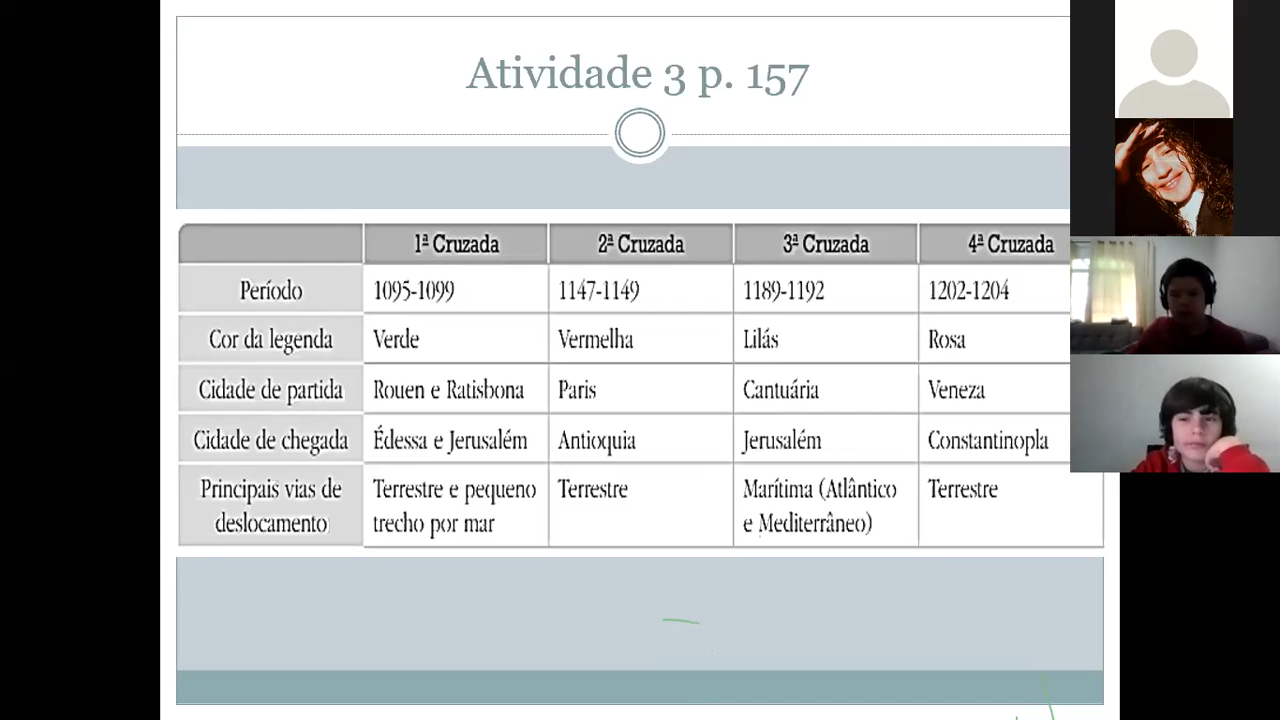 Atividade 3 p. 157
1ª Cruzada 2ª Cruzada 3ª Cruzada 4ª Cruzada
Período 1095-1099 1147-1149 1189-1192 1202-1204
Cor da legenda Verde Vermelha Lilás Rosa
Cidade de partida Rouen e Ratisbona Paris Cantuária Veneza
Cidade de chegada Édessa e Jerusalém Antioquia Jerusalém Constantinopla
Principais vias de deslocamento Terrestre e pequeno trecho por mar Terrestre Marítima (Atlântico e Mediterrâneo) Terrestre